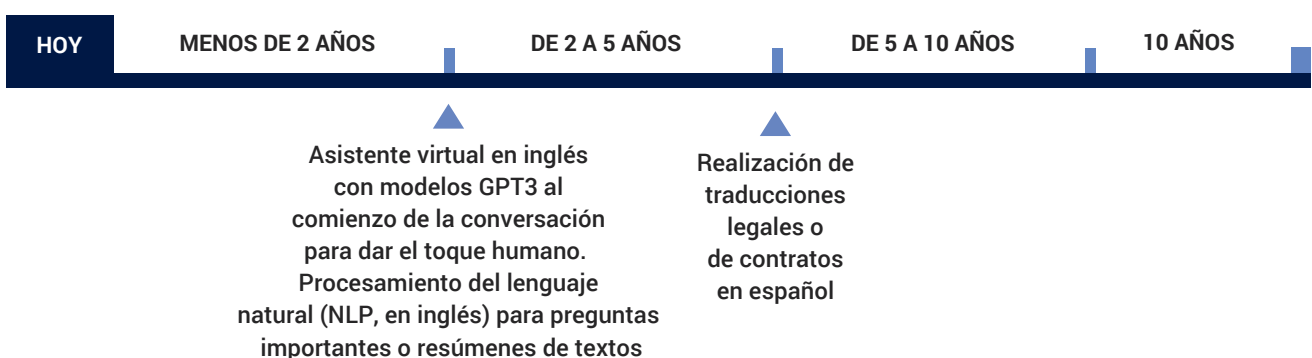 HOY
MENOS DE 2 AÑOS
DE 2 A 5 AÑOS
DE 5 A 10 AÑOS
10 AÑOS
Asistente virtual en inglés
con modelos GPT3 al
comienzo de la conversación
para dar el toque humano.
Procesamiento del lenguaje
natural (NLP, en inglés) para preguntas
importantes o resúmenes de textos
Realización de
traducciones
legales o
de contratos
en español